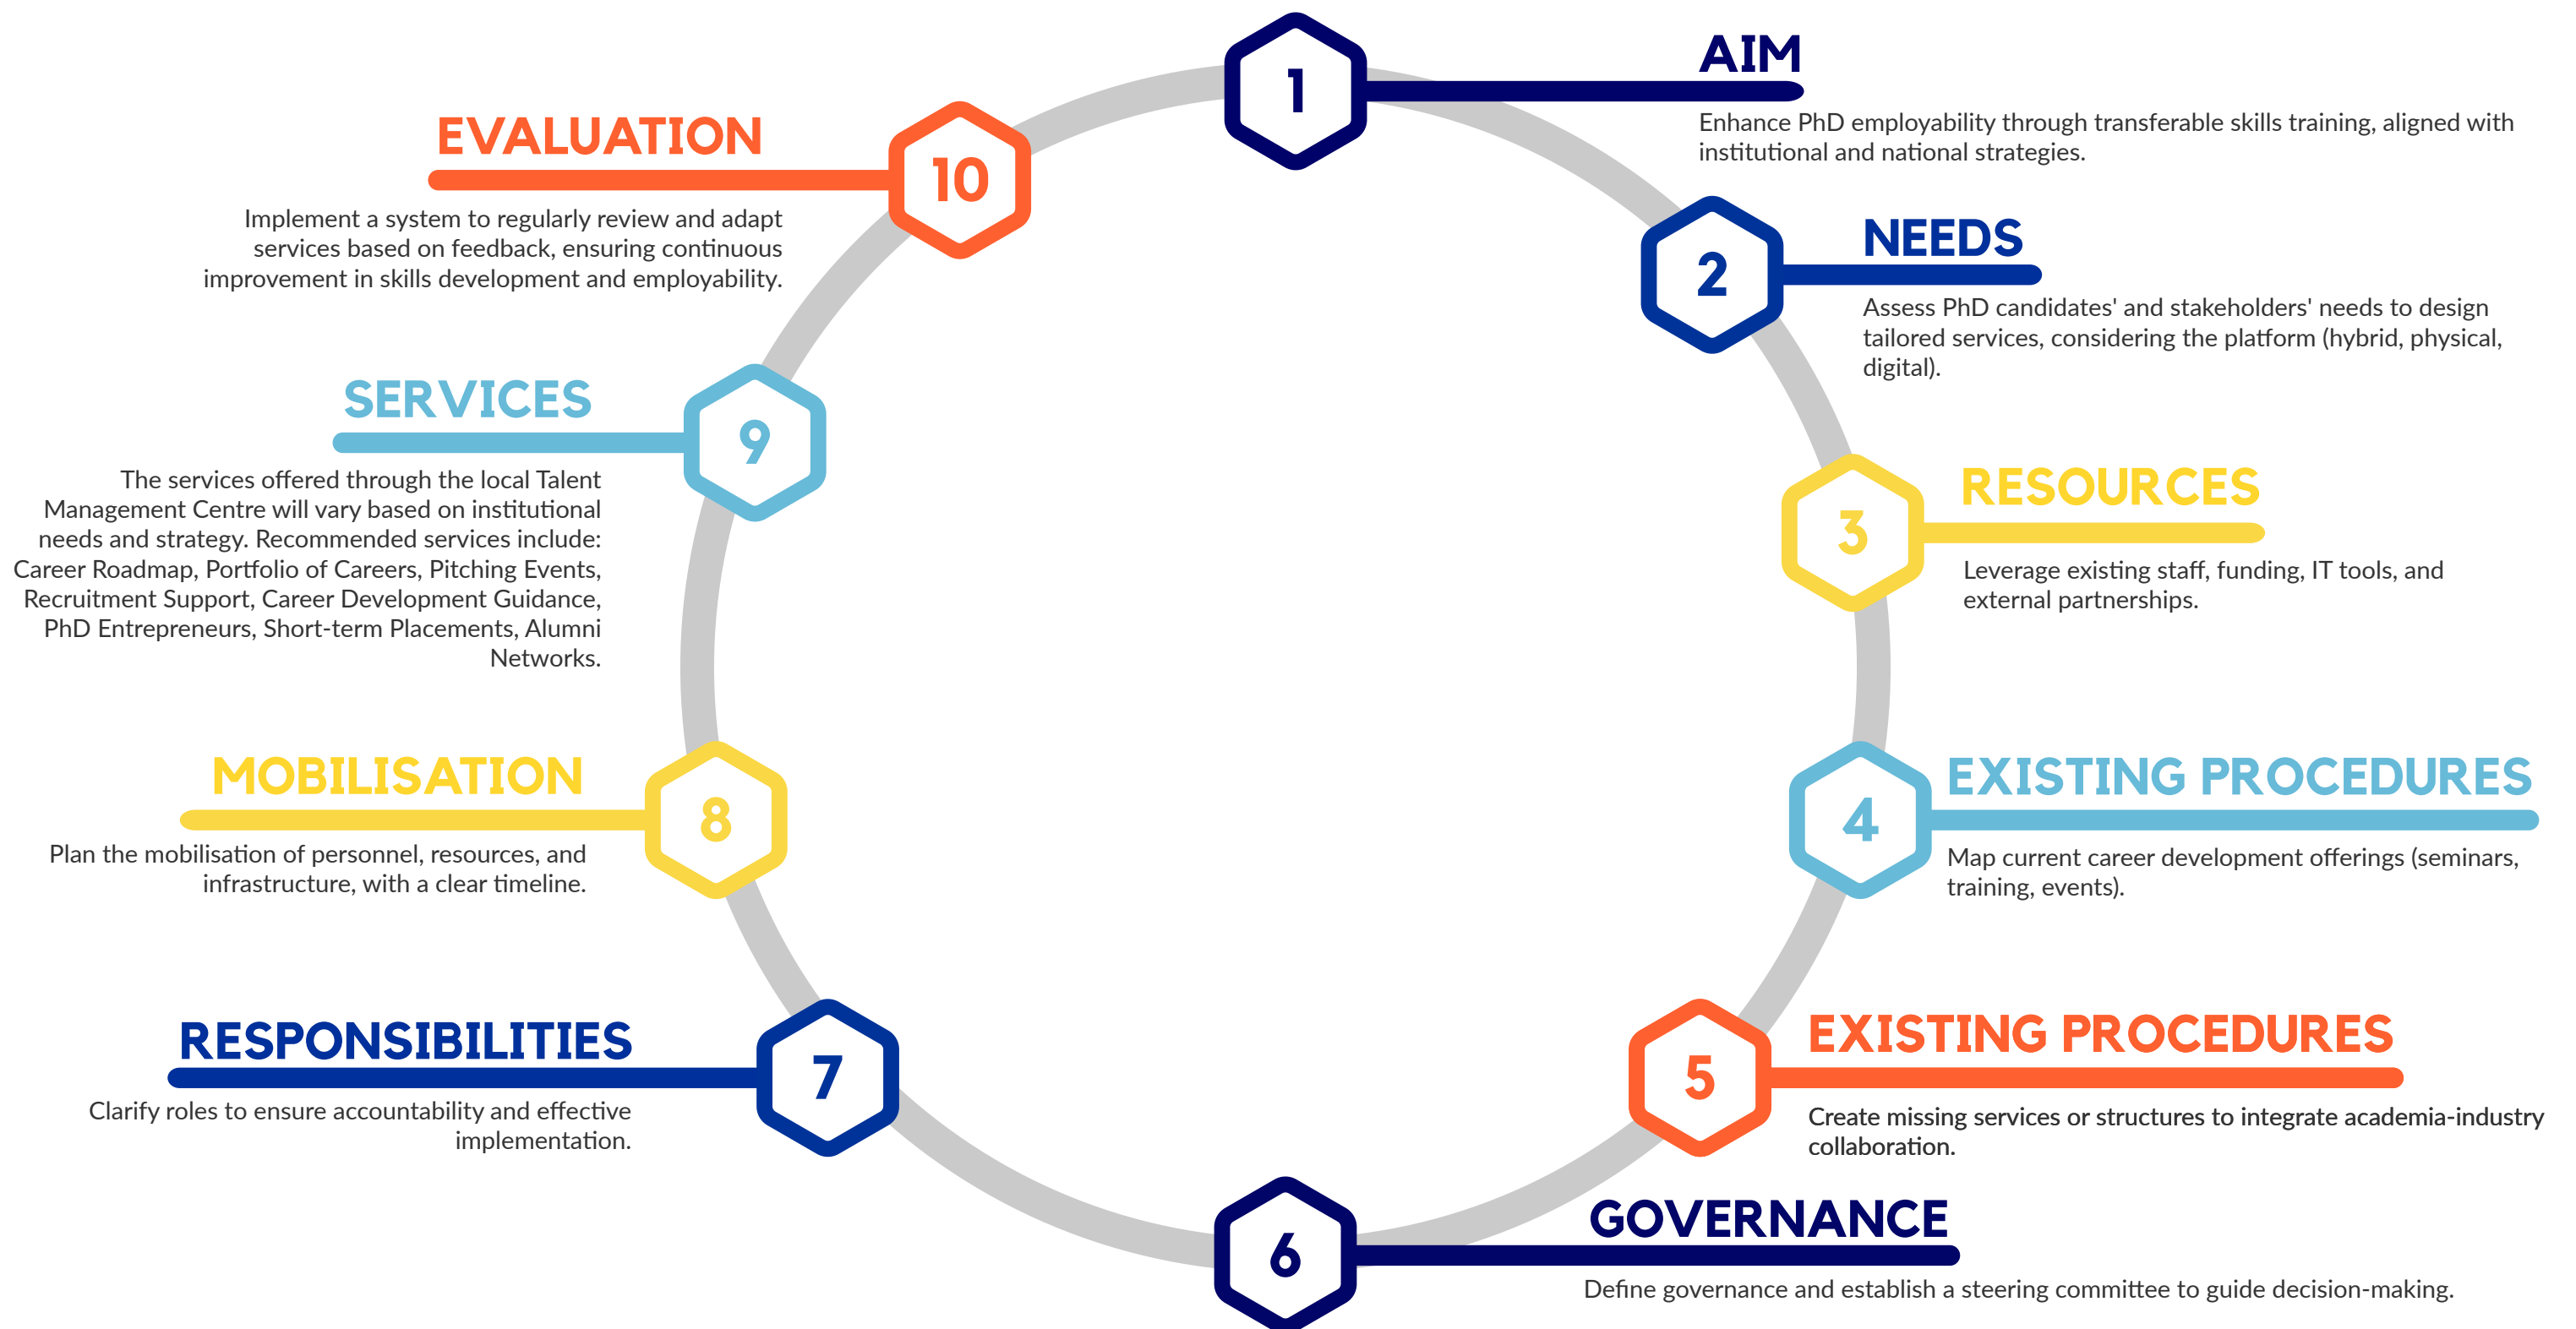 1
AIM
Enhance PhD employability through transferable skills training, aligned with
institutional and national strategies.
2
NEEDS
Assess PhD candidates' and stakeholders' needs to design
tailored services, considering the platform (hybrid, physical,
digital).
3
RESOURCES
Leverage existing staff, funding, IT tools, and
external partnerships.
4
EXISTING PROCEDURES
Map current career development offerings (seminars,
training, events).
5
EXISTING PROCEDURES
Create missing services or structures to integrate academia-industry
collaboration.
6
GOVERNANCE
Define governance and establish a steering committee to guide decision-making.
7
RESPONSIBILITIES
Clarify roles to ensure accountability and effective
implementation.
8
MOBILISATION
Plan the mobilisation of personnel, resources, and
infrastructure, with a clear timeline.
9
SERVICES
The services offered through the local Talent
Management Centre will vary based on institutional
needs and strategy. Recommended services include:
Career Roadmap, Portfolio of Careers, Pitching Events,
Recruitment Support, Career Development Guidance,
PhD Entrepreneurs, Short-term Placements, Alumni
Networks.
10
EVALUATION
Implement a system to regularly review and adapt
services based on feedback, ensuring continuous
improvement in skills development and employability.